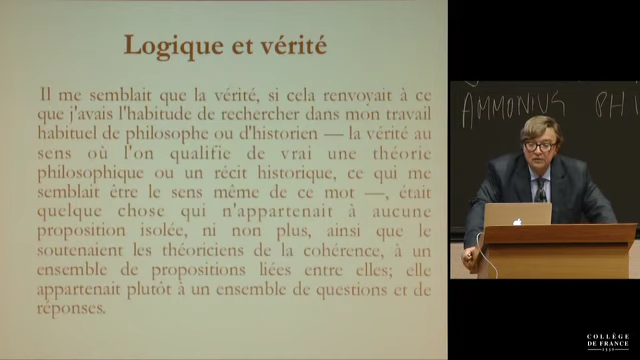 Logique et vérité
Il me semblait que la vérité, si cela renvoyait à ce
que j'avais l'habitude de rechercher dans mon travail
habituel de philosophe ou d'historien — la vérité au
sens où l'on qualifie de vrai une théorie
philosophique ou un récit historique, ce qui me
semblait être le sens même de ce mot —, était
quelque chose qui n'appartenait à aucune
proposition isolée, ni non plus, ainsi que le
soutenaient les théoriciens de la cohérence, à un
ensemble de propositions liées entre elles; elle
appartenait plutôt à un ensemble de questions et de
réponses.
AMMONIUS PHI
COLLÈGE
DE FRANCE
1530